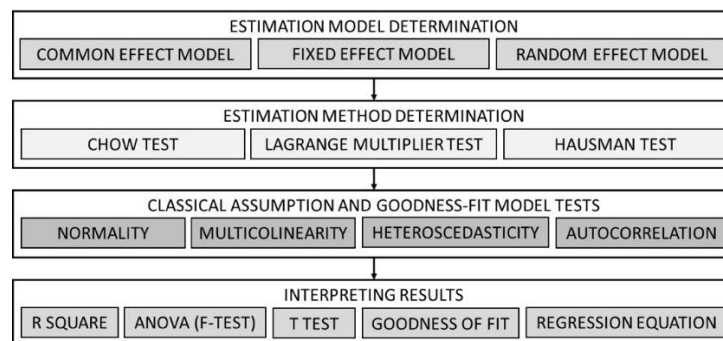 ESTIMATION MODEL DETERMINATION
COMMON EFFECT MODEL FIXED EFFECT MODEL RANDOM EFFECT MODEL
ESTIMATION METHOD DETERMINATION
CHOW TEST LAGRANGE MULTIPLIER TEST HAUSMAN TEST
CLASSICAL ASSUMPTION AND GOODNESS-FIT MODEL TESTS
NORMALITY MULTICOLINEARITY HETEROSCEDASTICITY AUTOCORRELATION
INTERPRETING RESULTS
R SQUARE ANOVA (F-TEST) T TEST GOODNESS OF FIT REGRESSION EQUATION